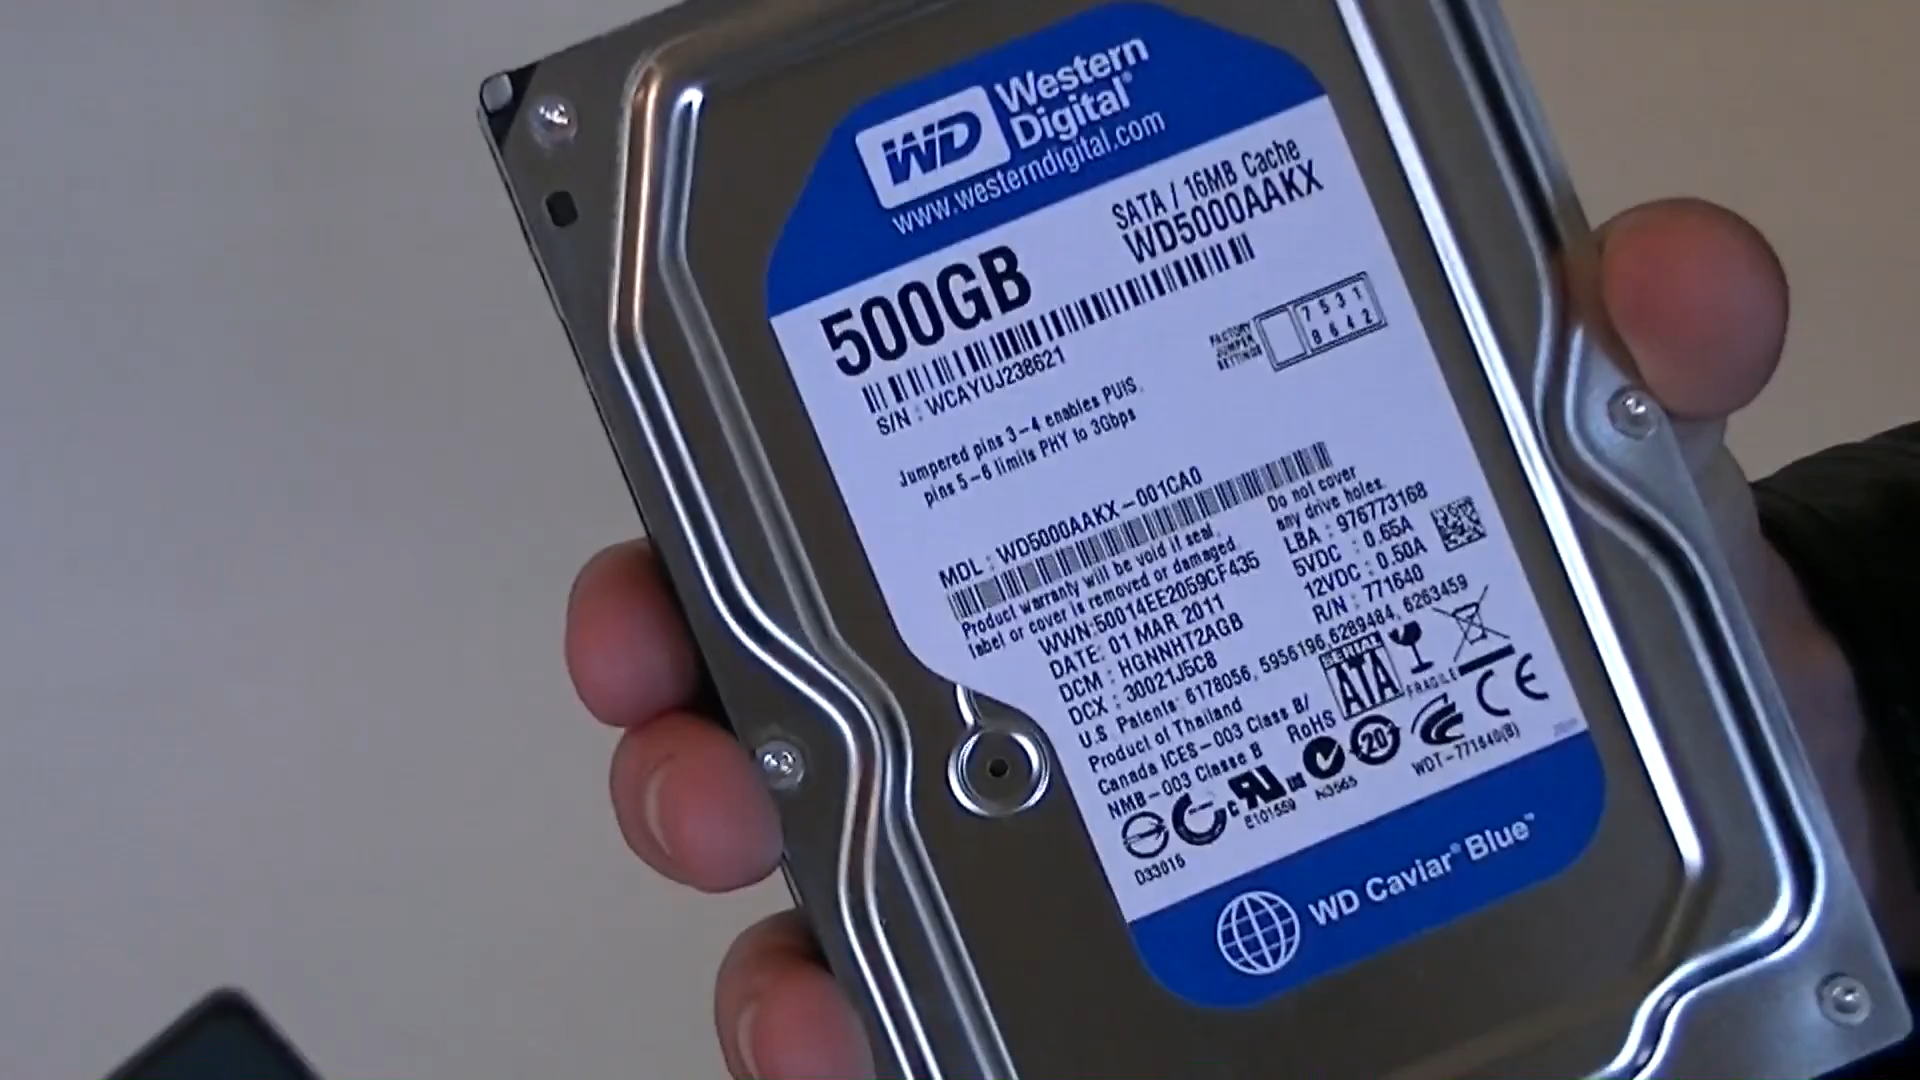 WD Western
Digital®
www.westerndigital.com
SATA / 16MB Cache
500GB WD5000AAKX
S/N : WCAYUJ238621
FACTORY
JUMPER
SETTINGS
7 5 3 1
8 6 4 2
Jumpered pins 3-4 enables PUIS,
pins 5-6 limits PHY to 3Gbps
MDL : WD5000AAKX-001CA0
Product warranty will be void if seal,
label or cover is removed or damaged
Do not cover
any drive holes.
WWN:50014EE2059CF435
LBA : 976773168
DATE: 01 MAR 2011
5VDC : 0.65A
DCM : HGNNHT2AGB
12VDC : 0.50A
DCX : 30021J5C8
R/N : 771640
U.S Patents: 6178056, 5956196,6289484, 6263459
Product of Thailand
Canada ICES-003 Class B/
NMB-003 Classe B
RoHS
SERIAL
ATA
FRAGILE
CE
20
E101559
N3565
WDT-771640(B)
D33015
WD Caviar® Blue™